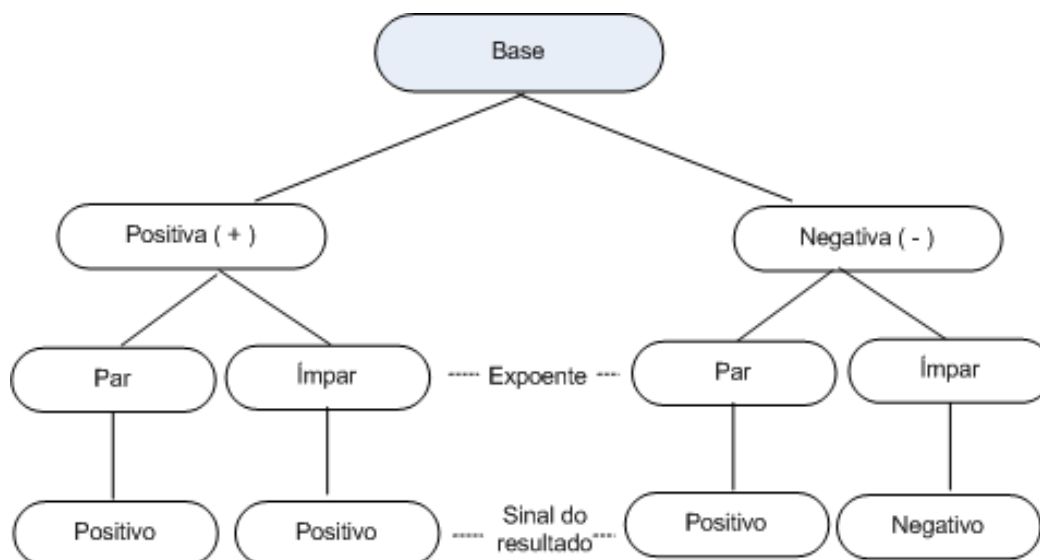 Base
Positiva ( + )
Negativa ( - )
Par
Ímpar
----- Expoente ---
Par
Ímpar
Positivo
Positivo
----- Sinal do ---
resultado
Positivo
Negativo